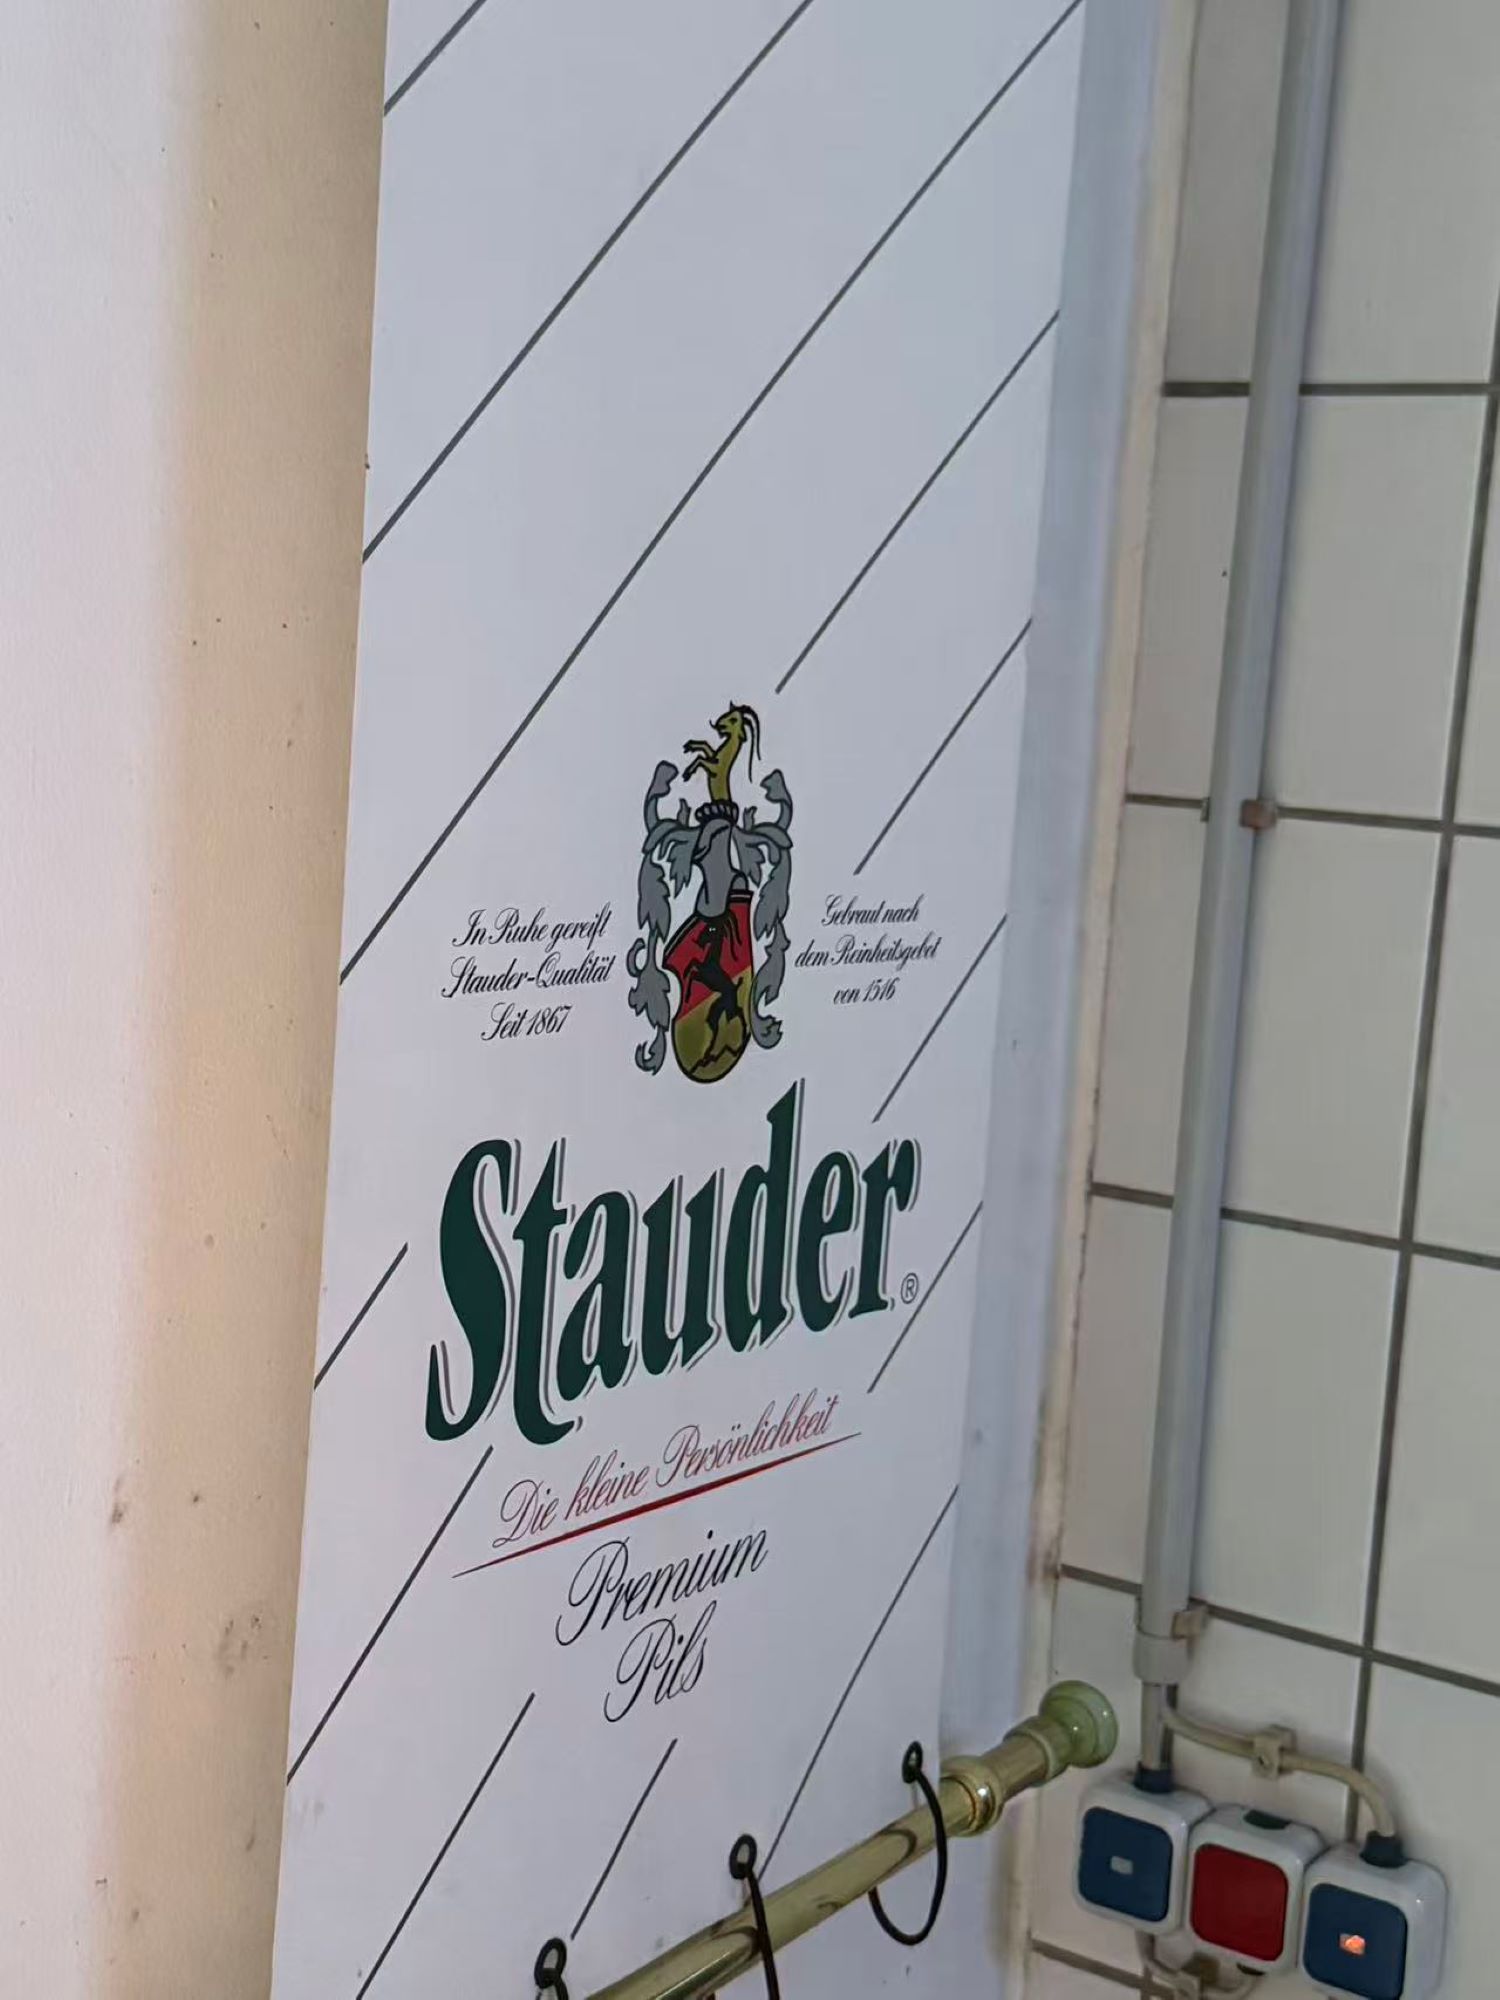 In Ruhe gereift
Stauder-Qualität
Seit 1867
Gebraut nach
dem Reinheitsgebot
von 1516
Stauder®
Die kleine Persönlichkeit
Premium
Pils